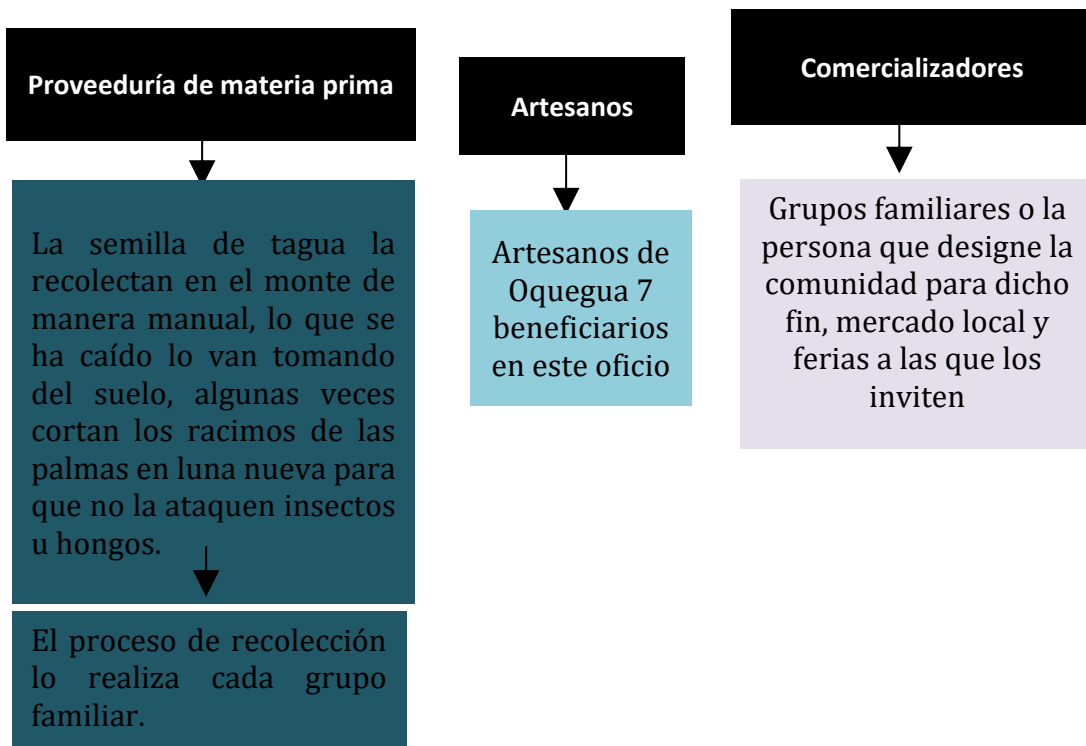 Proveeduría de materia prima
La semilla de tagua la
recolectan en el monte de
manera manual, lo que se
ha caído lo van tomando
del suelo, algunas veces
cortan los racimos de las
palmas en luna nueva para
que no la ataquen insectos
u hongos.
El proceso de recolección
lo realiza cada grupo
familiar.
Artesanos
Artesanos de
Oquegua 7
beneficiarios
en este oficio
Comercializadores
Grupos familiares o la
persona que designe la
comunidad para dicho
fin, mercado local y
ferias a las que los
inviten